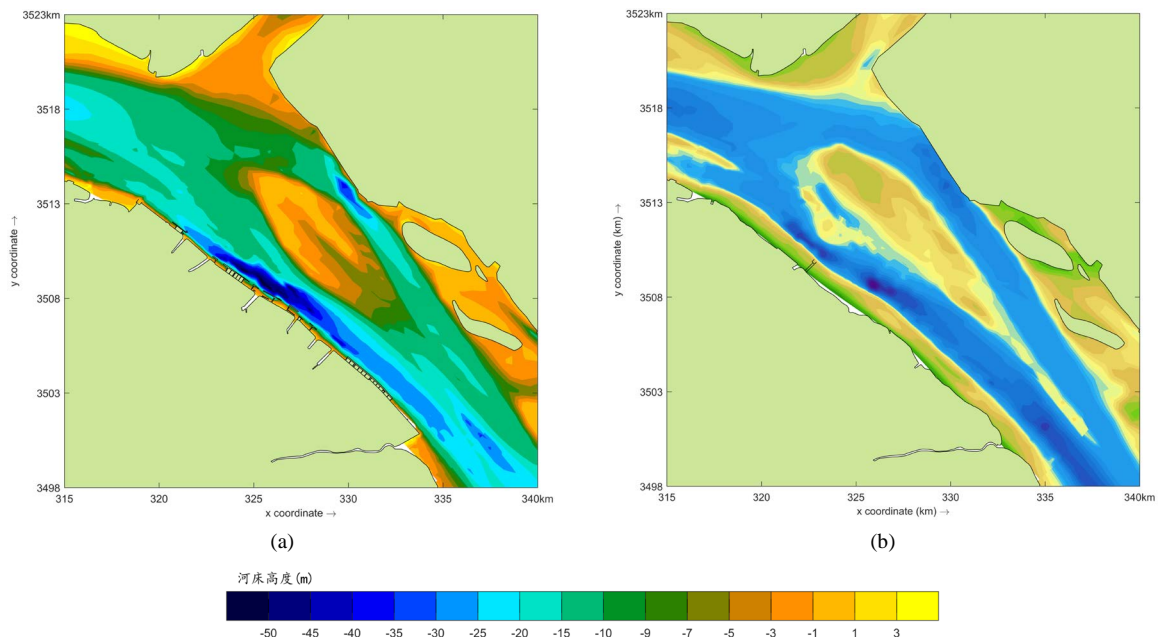 3523km
3518
3513
3508
3503
3498
315
320
325
330
335
340km
y coordinate →
x coordinate →
(a)
3523km
3518
3513
3508
3503
3498
315
320
325
330
335
340 km
y coordinate (km) →
x coordinate (km) →
(b)
河床高度(m)
-50 -45 -40 -35 -30 -25 -20 -15 -10 -9 -7 -5 -3 -1 1 3